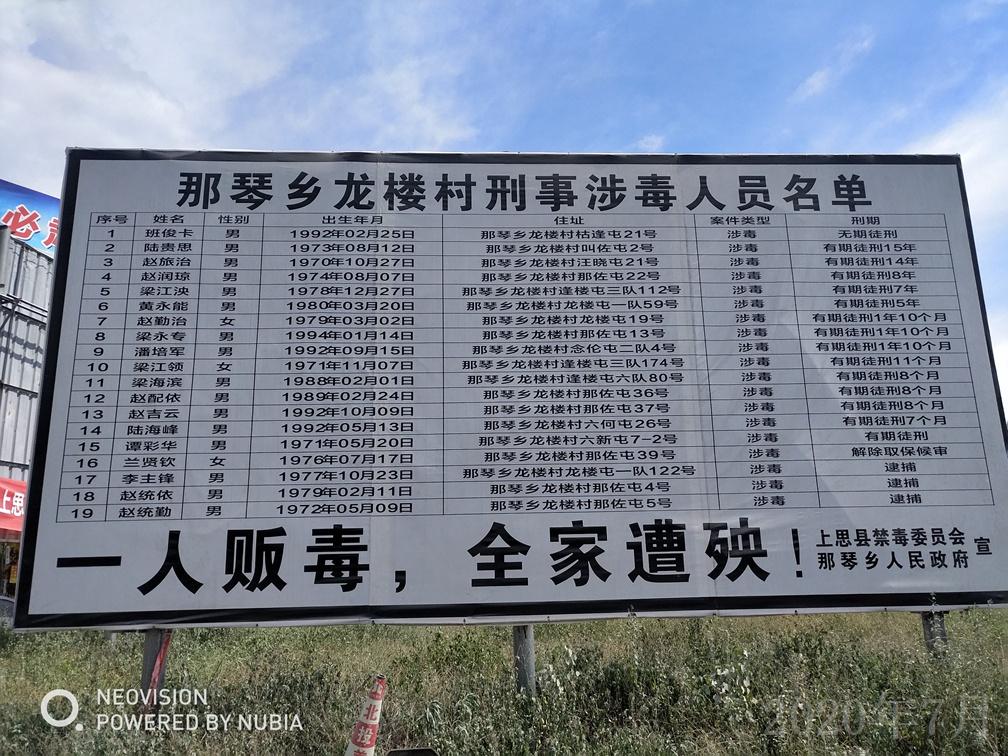 那琴乡龙楼村刑事涉毒人员名单
序号 姓名 性别 出生年月 住址 案件类型 刑期
1 班俊卡 男 1992年02月25日 那琴乡龙楼村枯逢屯21号 涉毒 无期徒刑
2 陆贵思 男 1973年08月12日 那琴乡龙楼村叫佐屯2号 涉毒 有期徒刑15年
3 赵旅治 男 1970年10月27日 那琴乡龙楼村汪晓屯21号 涉毒 有期徒刑14年
4 赵润琼 男 1974年08月07日 那琴乡龙楼村那佐屯22号 涉毒 有期徒刑8年
5 梁江泱 男 1978年12月27日 那琴乡龙楼村逢楼屯三队112号 涉毒 有期徒刑7年
6 黄永能 男 1980年03月20日 那琴乡龙楼村龙楼屯一队59号 涉毒 有期徒刑5年
7 赵勤治 女 1979年03月02日 那琴乡龙楼村龙楼屯19号 涉毒 有期徒刑1年10个月
8 梁永专 男 1994年01月14日 那琴乡龙楼村那佐屯13号 涉毒 有期徒刑1年10个月
9 潘培军 男 1992年09月15日 那琴乡龙楼村念伦屯二队4号 涉毒 有期徒刑1年10个月
10 梁江领 女 1971年11月07日 那琴乡龙楼村逢楼屯三队174号 涉毒 有期徒刑11个月
11 梁海滨 男 1988年02月01日 那琴乡龙楼村逢楼屯六队80号 涉毒 有期徒刑8个月
12 赵配依 男 1989年02月24日 那琴乡龙楼村那佐屯36号 涉毒 有期徒刑8个月
13 赵吉云 男 1992年10月09日 那琴乡龙楼村那佐屯37号 涉毒 有期徒刑8个月
14 陆海峰 男 1992年05月13日 那琴乡龙楼村六何屯26号 涉毒 有期徒刑7个月
15 谭彩华 男 1971年05月20日 那琴乡龙楼村六新屯7-2号 涉毒 有期徒刑
16 兰贤钦 女 1976年07月17日 那琴乡龙楼村那佐屯39号 涉毒 解除取保候审
17 李主锋 男 1977年10月23日 那琴乡龙楼村龙楼屯一队122号 涉毒 逮捕
18 赵统依 男 1979年02月11日 那琴乡龙楼村那佐屯4号 涉毒 逮捕
19 赵统勤 男 1972年05月09日 那琴乡龙楼村那佐屯5号 涉毒 逮捕
一人贩毒，全家遭殃！
上思县禁毒委员会
那琴乡人民政府 宣
必
上思
北投
NEOVISION
POWERED BY NUBIA
2020年7月